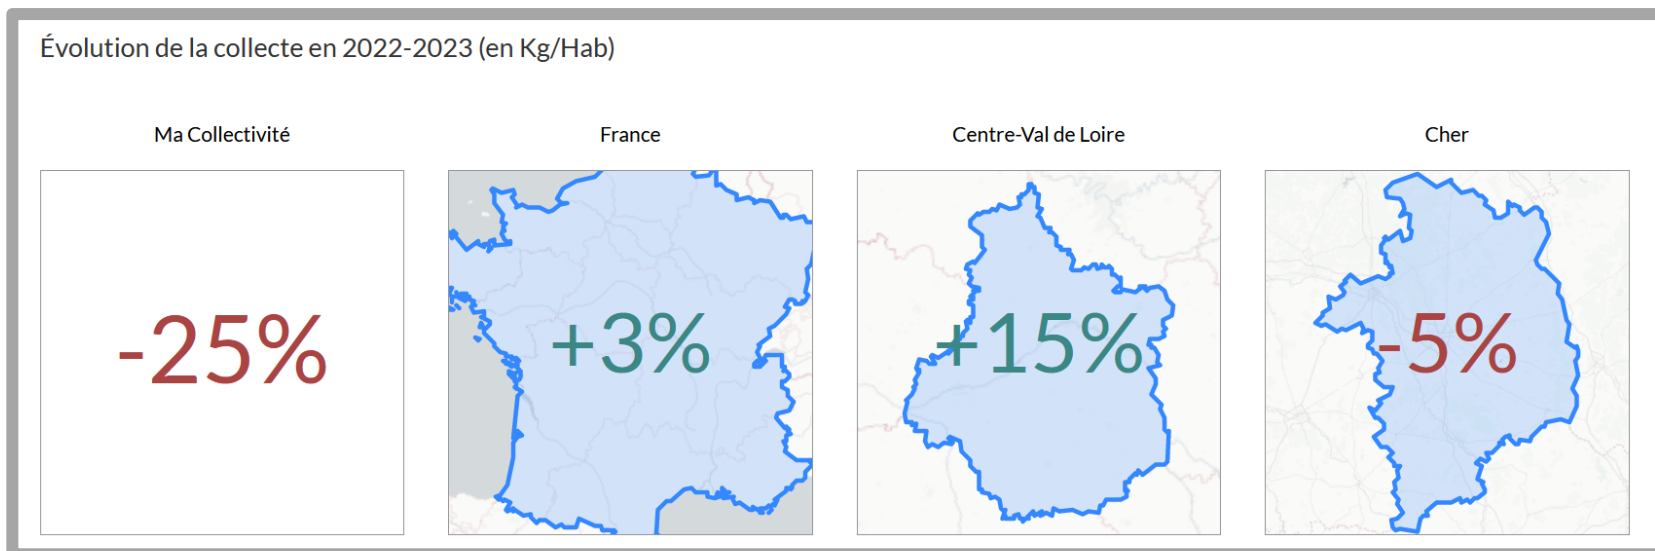 Évolution de la collecte en 2022-2023 (en Kg/Hab)
Ma Collectivité
France
Centre-Val de Loire
Cher
-25%
+3%
+15%
-5%